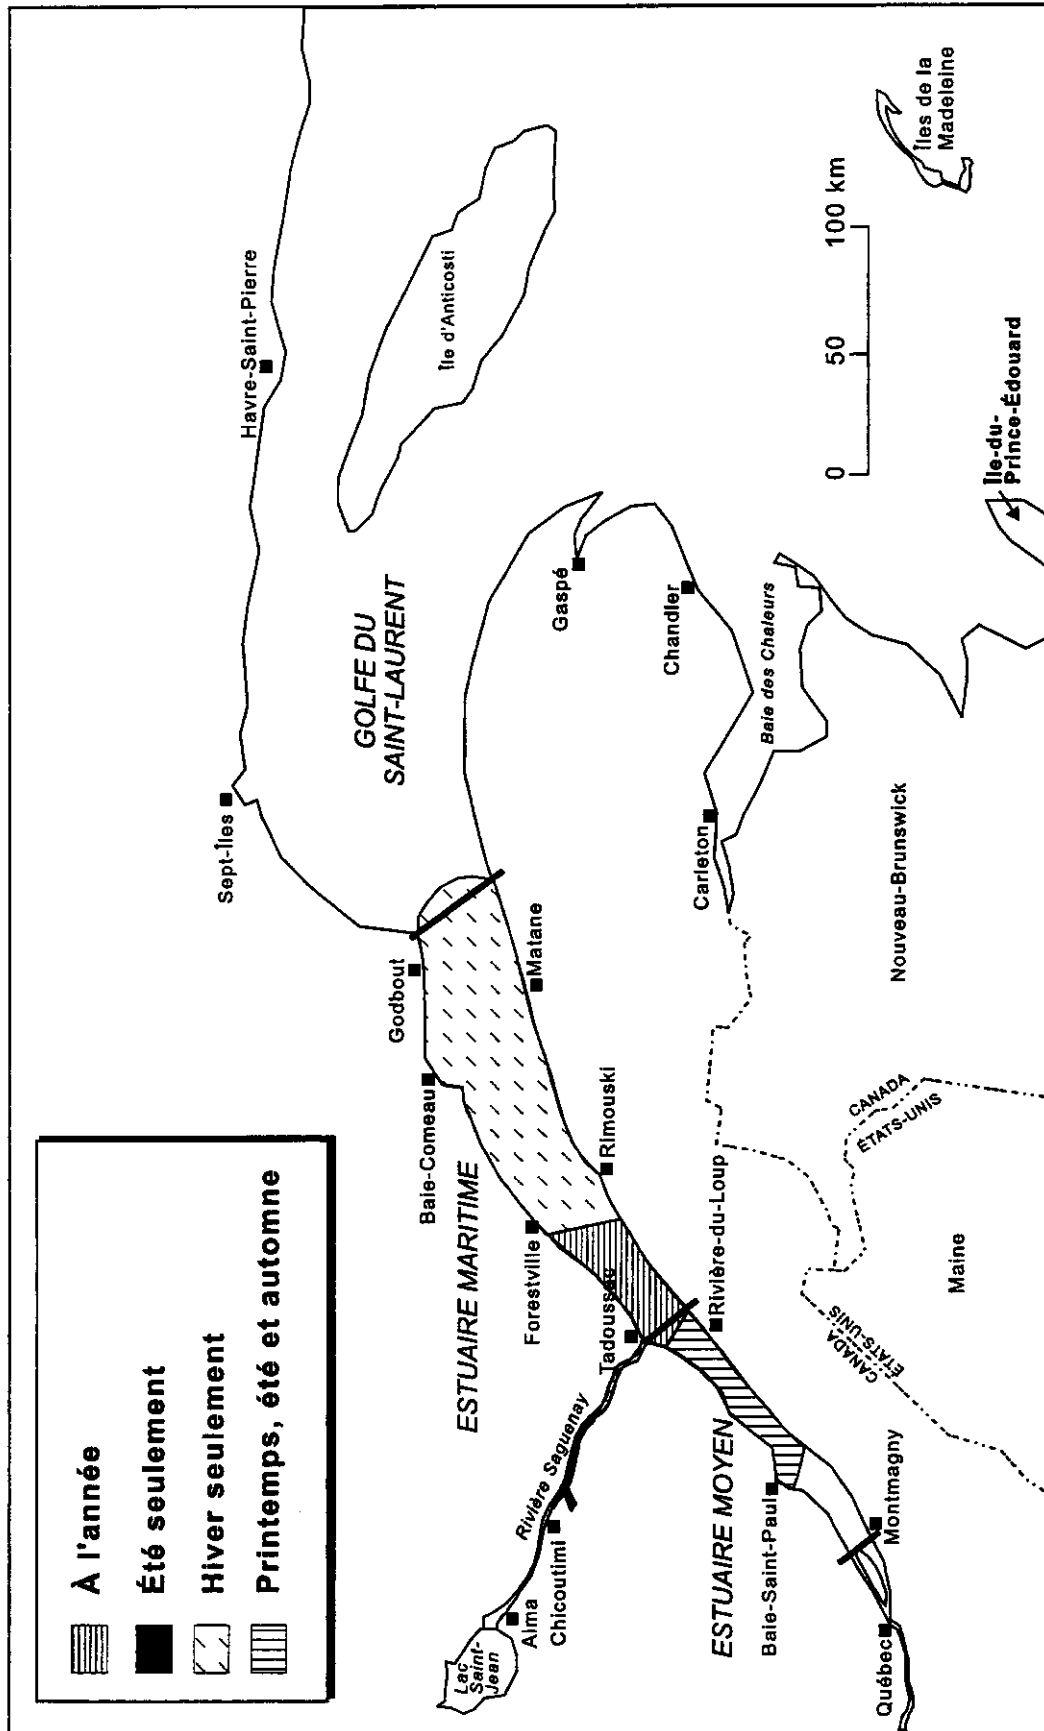 À l'année
Été seulement
Hiver seulement
Printemps, été et automne
Havre-Saint-Pierre
Sept-Îles
Île d'Anticosti
GOLFE DU
SAINT-LAURENT
Îles de la
Madeleine
Godbout
Baie-Comeau
Matane
Gaspé
Chandler
ESTUAIRE MARITIME
Forestville
Rimouski
Carleton
Baie des Chaleurs
0
50
100 km
Île-du-
Prince-Édouard
Tadoussac
Rivière-du-Loup
Nouveau-Brunswick
CANADA
ÉTATS-UNIS
Rivière Saguenay
Lac
Saint-
Jean
Alma
Chicoutimi
ESTUAIRE MOYEN
Baie-Saint-Paul
CANADA
ÉTATS-UNIS
Maine
Montmagny
Québec